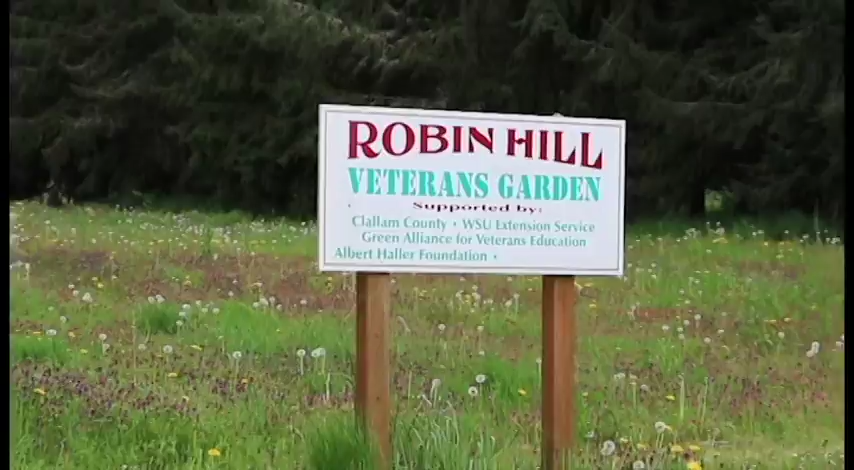 ROBIN HILL
VETERANS GARDEN
Supported by:
Clallam County • WSU Extension Service
Green Alliance for Veterans Education
Albert Haller Foundation •